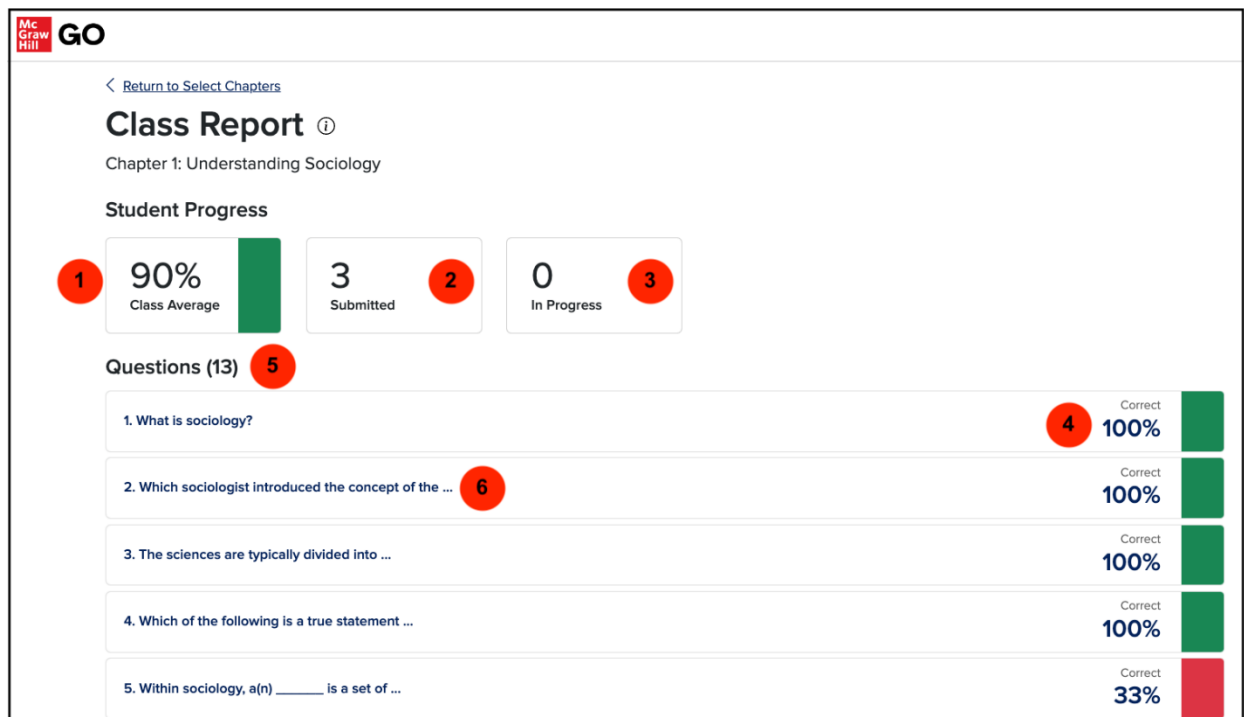 Mc
Graw
Hill
GO
Return to Select Chapters
Class Report
Chapter 1: Understanding Sociology
Student Progress
1
90%
Class Average
3
Submitted
2
0
In Progress
3
Questions (13) 5
1. What is sociology?
4
Correct
100%
2. Which sociologist introduced the concept of the ... 6
Correct
100%
3. The sciences are typically divided into ...
Correct
100%
4. Which of the following is a true statement ...
Correct
100%
5. Within sociology, a(n) ______ is a set of ...
Correct
33%